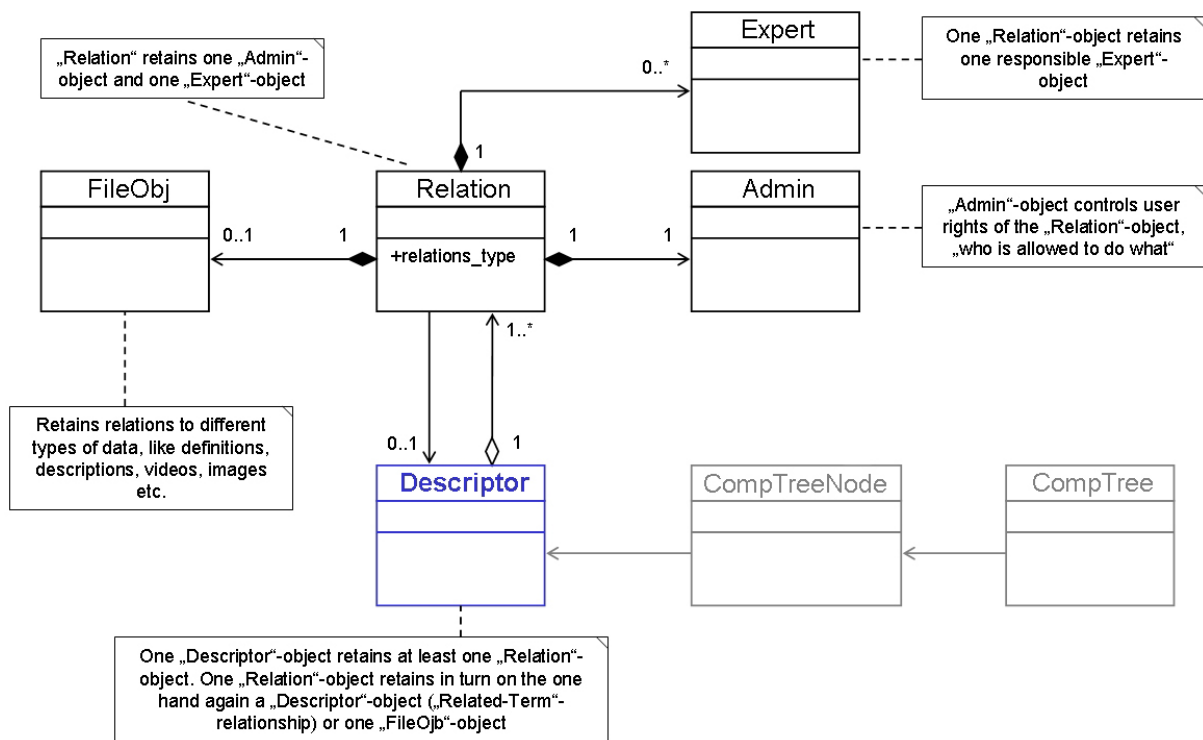 Expert
One „Relation“-object retains
one responsible „Expert“-
object
„Relation“ retains one „Admin“-
object and one „Expert“-object
0..*
1
FileObj
Relation
Admin
„Admin“-object controls user
rights of the „Relation“-object,
„who is allowed to do what“
0..1
1
+relations_type
1
1
1..*
Retains relations to different
types of data, like definitions,
descriptions, videos, images
etc.
0..1
1
Descriptor
CompTreeNode
CompTree
One „Descriptor“-object retains at least one „Relation“-
object. One „Relation“-object retains in turn on the one
hand again a „Descriptor“-object („Related-Term“-
relationship) or one „FileOjb“-object